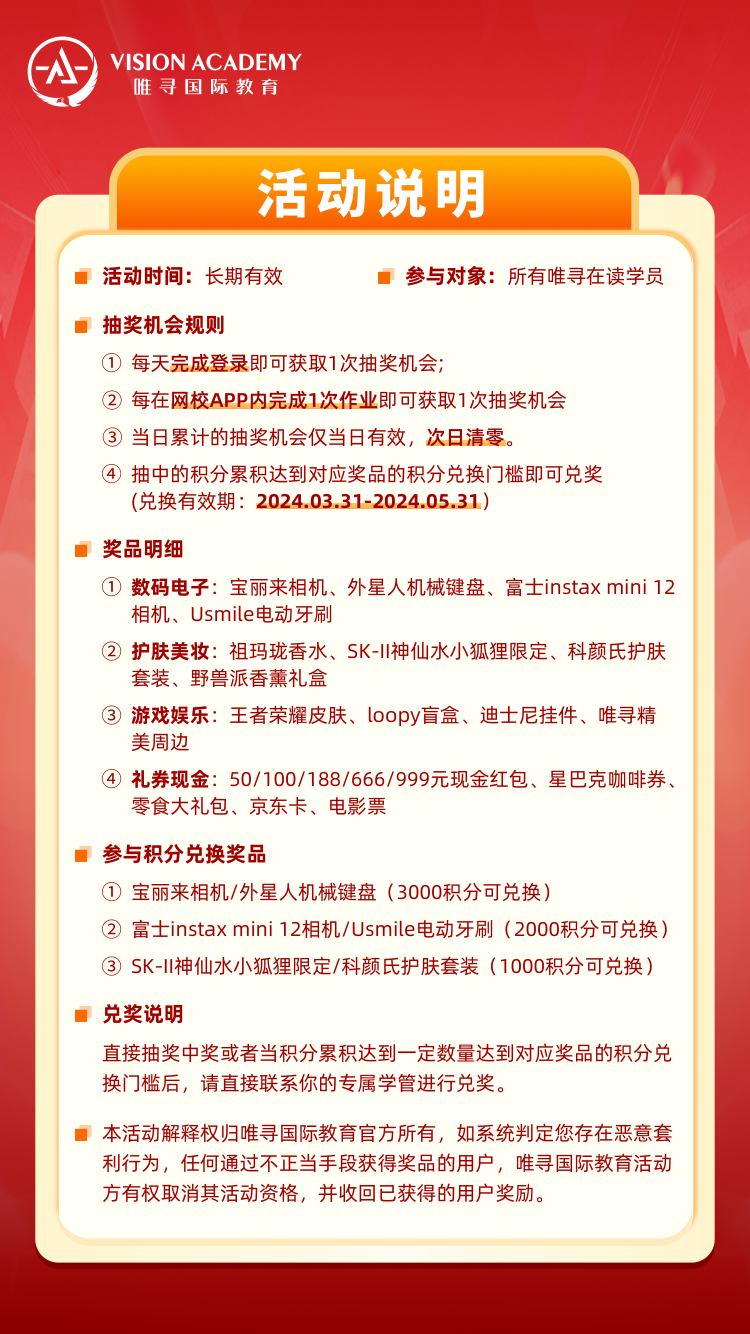 VISION ACADEMY
唯寻国际教育
活动说明
活动时间：长期有效
参与对象：所有唯寻在读学员
抽奖机会规则
① 每天完成登录即可获取1次抽奖机会；
② 每在网校APP内完成1次作业即可获取1次抽奖机会
③ 当日累计的抽奖机会仅当日有效，次日清零。
④ 抽中的积分累积达到对应奖品的积分兑换门槛即可兑奖
(兑换有效期：2024.03.31-2024.05.31）
奖品明细
① 数码电子：宝丽来相机、外星人机械键盘、富士instax mini 12
相机、Usmile电动牙刷
② 护肤美妆：祖玛珑香水、SK-II神仙水小狐狸限定、科颜氏护肤
套装、野兽派香薰礼盒
③ 游戏娱乐：王者荣耀皮肤、loopy盲盒、迪士尼挂件、唯寻精
美周边
④ 礼券现金：50/100/188/666/999元现金红包、星巴克咖啡券、
零食大礼包、京东卡、电影票
参与积分兑换奖品
① 宝丽来相机/外星人机械键盘（3000积分可兑换）
② 富士instax mini 12相机/Usmile电动牙刷（2000积分可兑换）
③ SK-II神仙水小狐狸限定/科颜氏护肤套装（1000积分可兑换）
兑奖说明
直接抽奖中奖或者当积分累积达到一定数量达到对应奖品的积分兑
换门槛后，请直接联系你的专属学管进行兑奖。
本活动解释权归唯寻国际教育官方所有，如系统判定您存在恶意套
利行为，任何通过不正当手段获得奖品的用户，唯寻国际教育活动
方有权取消其活动资格，并收回已获得的用户奖励。